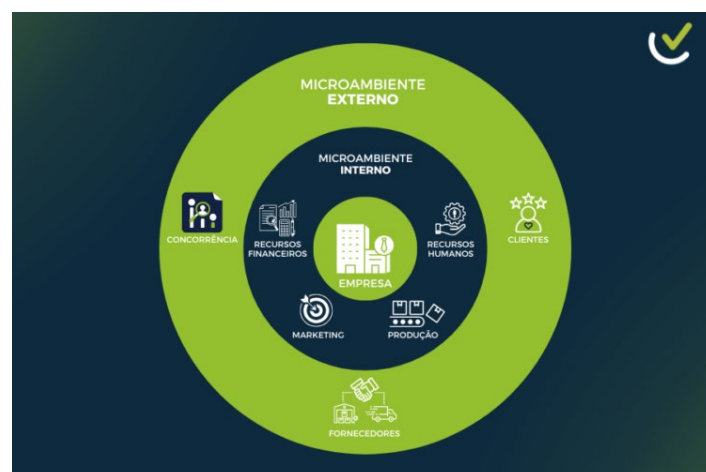 MICROAMBIENTE
EXTERNO
MICROAMBIENTE
INTERNO
CONCORRÊNCIA
RECURSOS
FINANCEIROS
RECURSOS
HUMANOS
CLIENTES
EMPRESA
MARKETING
PRODUÇÃO
FORNECEDORES